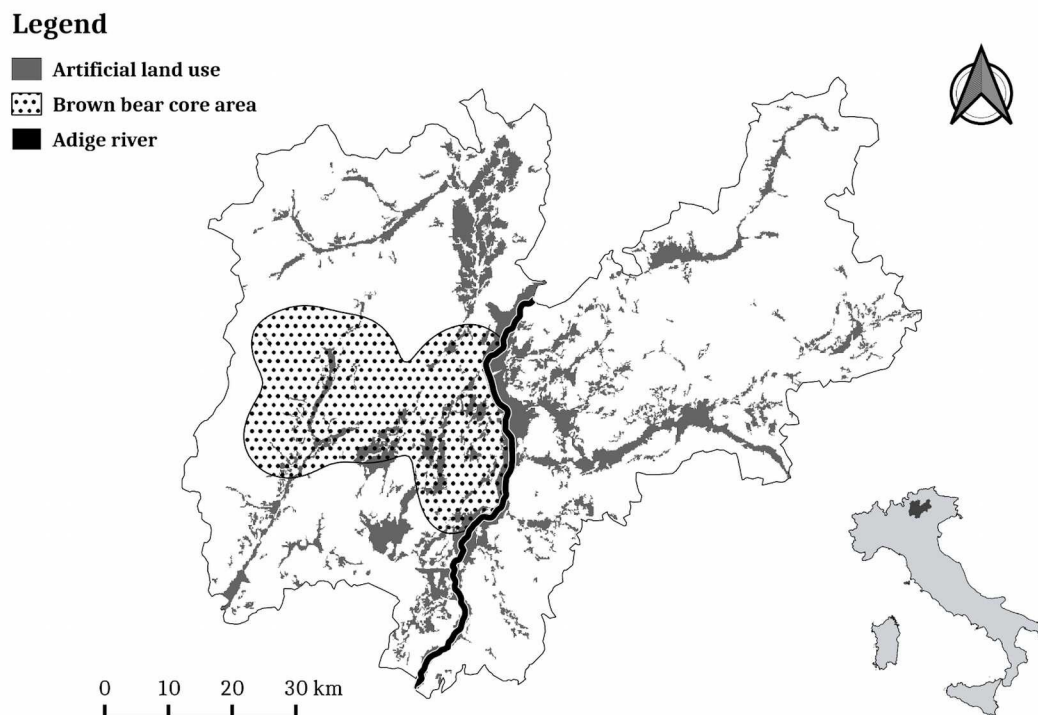 Legend
Artificial land use
Brown bear core area
Adige river
0 10 20 30 km